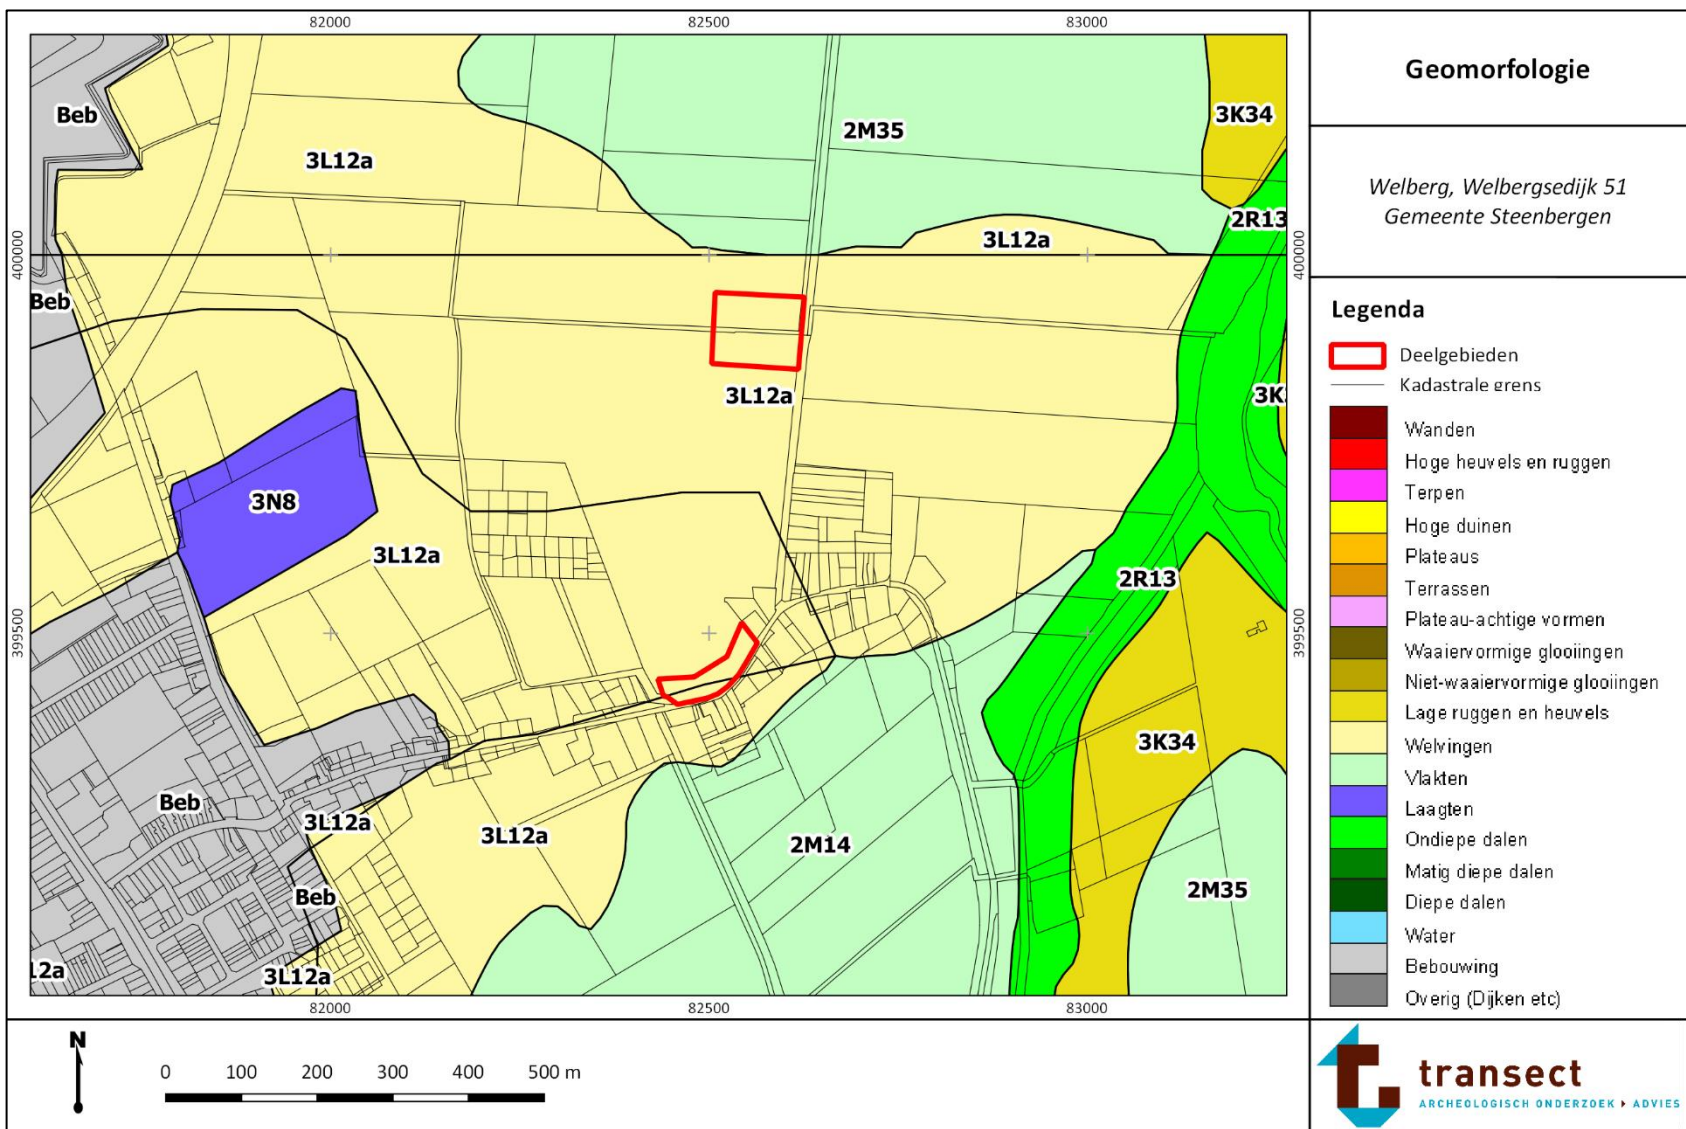 82000 82500 83000
Beb
3L12a
2M35
3K34
2R13
3L12a
400000
400000
Beb
3L12a
3K
3N8
3L12a
2R13
399500
399500
3K34
Beb
3L12a
3L12a
2M14
2M35
Beb
12a
3L12a
82000 82500 83000
N
0 100 200 300 400 500 m
Geomorfologie
Welberg, Welbergsedijk 51
Gemeente Steenbergen
Legenda
Deelgebieden
Kadastrale grens
Wanden
Hoge heuvels en ruggen
Terpen
Hoge duinen
Plateaus
Terrassen
Plateau-achtige vormen
Waaiervormige glooiingen
Niet-waaiervormige glooiingen
Lage ruggen en heuvels
Welvingen
Vlakten
Laagten
Ondiepe dalen
Matig diepe dalen
Diepe dalen
Water
Bebouwing
Overig (Dijken etc)
transect
ARCHEOLOGISCH ONDERZOEK ▸ ADVIES